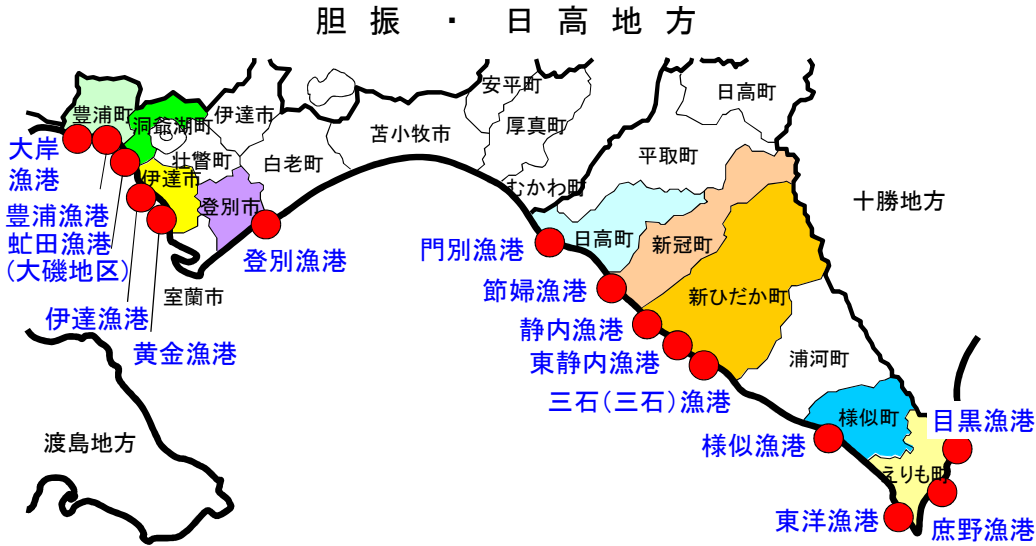 胆振・日高地方
豊浦町
洞爺湖町
伊達市
壮瞥町
伊達市
登別市
白老町
苫小牧市
安平町
厚真町
むかわ町
平取町
日高町
日高町
新冠町
新ひだか町
浦河町
様似町
えりも町
室蘭市
十勝地方
渡島地方
大岸
漁港
豊浦漁港
虻田漁港
(大磯地区)
伊達漁港
黄金漁港
登別漁港
門別漁港
節婦漁港
静内漁港
東静内漁港
三石(三石)漁港
様似漁港
東洋漁港
庶野漁港
目黒漁港